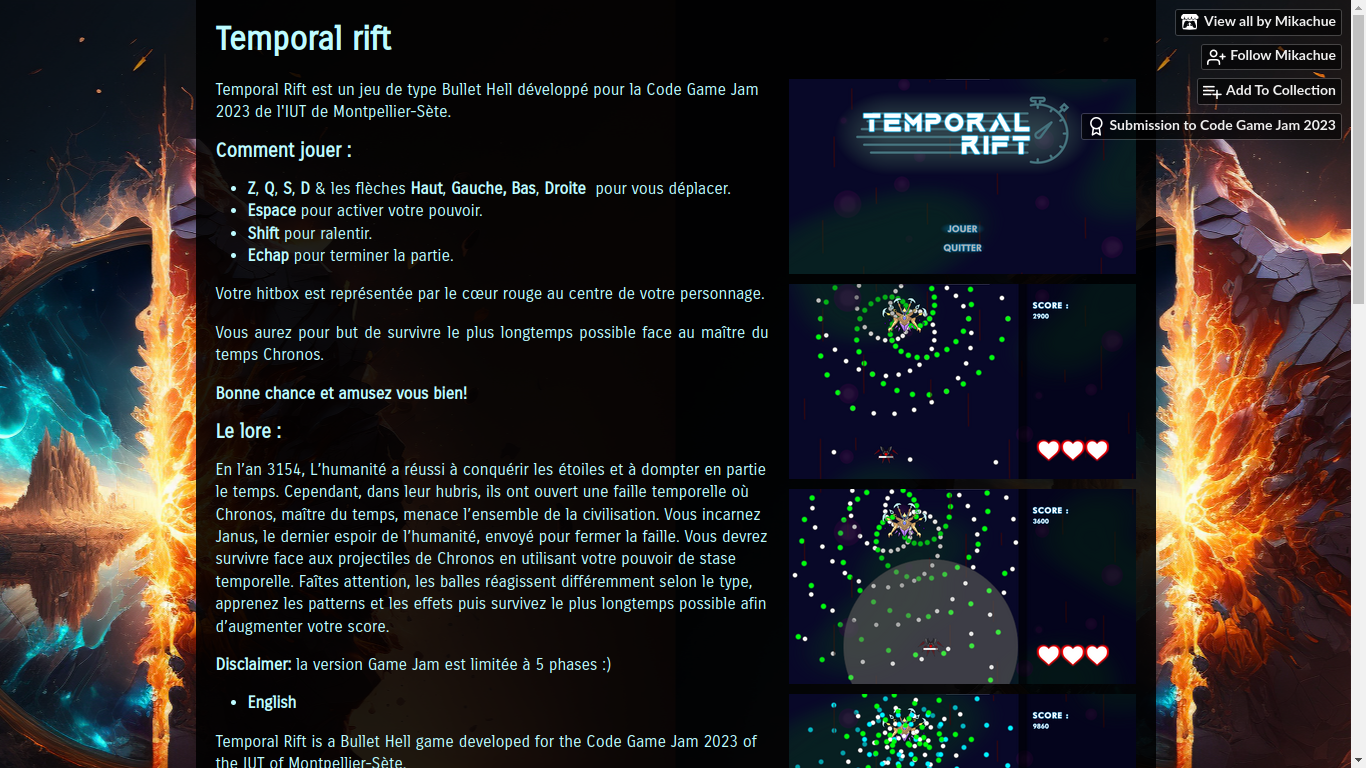 Temporal rift
Temporal Rift est un jeu de type Bullet Hell développé pour la Code Game Jam
2023 de l'IUT de Montpellier-Sète.
Comment jouer :
Z, Q, S, D & les flèches Haut, Gauche, Bas, Droite pour vous déplacer.
Espace pour activer votre pouvoir.
Shift pour ralentir.
Echap pour terminer la partie.
Votre hitbox est représentée par le cœur rouge au centre de votre personnage.
Vous aurez pour but de survivre le plus longtemps possible face au maître du
temps Chronos.
Bonne chance et amusez vous bien!
Le lore :
En l'an 3154, L'humanité a réussi à conquérir les étoiles et à dompter en partie
le temps. Cependant, dans leur hubris, ils ont ouvert une faille temporelle où
Chronos, maître du temps, menace l'ensemble de la civilisation. Vous incarnez
Janus, le dernier espoir de l'humanité, envoyé pour fermer la faille. Vous devrez
survivre face aux projectiles de Chronos en utilisant votre pouvoir de stase
temporelle. Faîtes attention, les balles réagissent différemment selon le type,
apprenez les patterns et les effets puis survivez le plus longtemps possible afin
d'augmenter votre score.
Disclaimer: la version Game Jam est limitée à 5 phases :)
English
Temporal Rift is a Bullet Hell game developed for the Code Game Jam 2023 of
the IUT of Montpellier-Sète.
View all by Mikachue
Follow Mikachue
Add To Collection
Submission to Code Game Jam 2023
TEMPORAL
RIFT
JOUER
QUITTER
SCORE :
2900
SCORE :
3600
SCORE :
9860